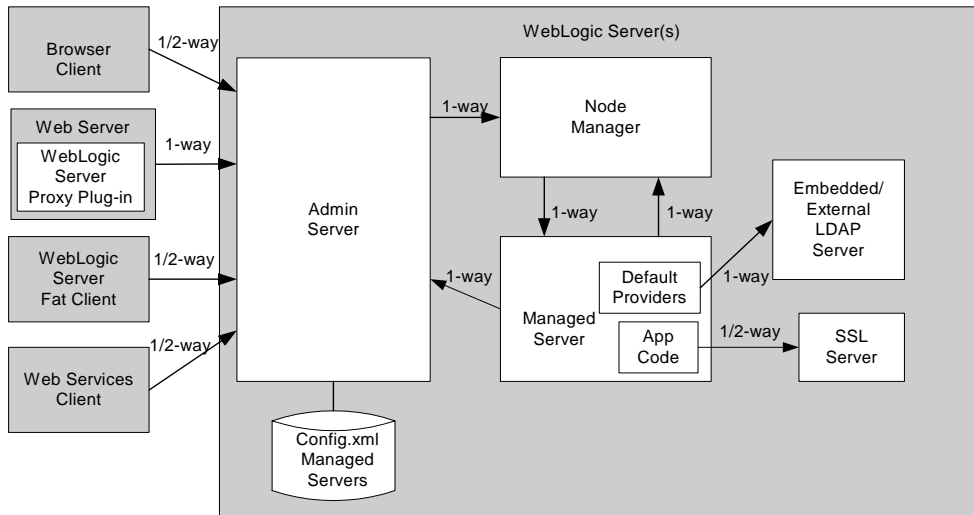 WebLogic Server(s)
Browser
Client
1/2-way
Web Server
WebLogic
Server
Proxy Plug-in
1-way
WebLogic
Server
Fat Client
1/2-way
Web Services
Client
1/2-way
Admin
Server
Config.xml
Managed
Servers
1-way
Node
Manager
1-way
1-way
1-way
Managed
Server
Default
Providers
App
Code
1-way
Embedded/
External
LDAP
Server
1/2-way
SSL
Server